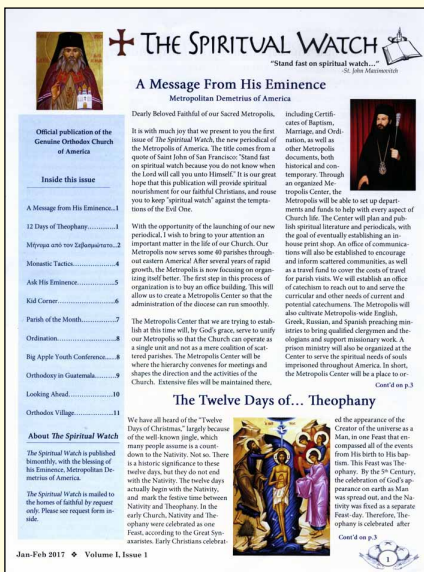 THE SPIRITUAL WATCH
"Stand fast on spiritual watch…"
-St. John Maximovitch
A Message From His Eminence
Metropolitan Demetrius of America
Official publication of the
Genuine Orthodox Church
of America
Inside this issue
A Message from His Eminence...1
12 Days of Theophany............1
Μήνυμα από τον Σεβασμιώτατο..2
Monastic Tactics....................4
Ask His Eminence..................5
Kid Corner...........................6
Parish of the Month...............7
Ordination...........................8
Big Apple Youth Conference.....8
Orthodoxy in Guatemala.........9
Looking Ahead.....................10
Orthodox Village..................11
About The Spiritual Watch
The Spiritual Watch is published
bimonthly, with the blessing of
his Eminence, Metropolitan De-
metrius of America.
The Spiritual Watch is mailed to
the homes of faithful by request
only. Please see request form in-
side.
Dearly Beloved Faithful of our Sacred Metropolis,
It is with much joy that we present to you the first
issue of The Spiritual Watch, the new periodical of
the Metropolis of America. The title comes from a
quote of Saint John of San Francisco: "Stand fast
on spiritual watch because you do not know when
the Lord will call you unto Himself." It is our great
hope that this publication will provide spiritual
nourishment for our faithful Christians, and rouse
you to keep "spiritual watch" against the tempta-
tions of the Evil One.
With the opportunity of the launching of our new
periodical, I wish to bring to your attention an
important matter in the life of our Church. Our
Metropolis now serves some 40 parishes through-
out eastern America! After several years of rapid
growth, the Metropolis is now focusing on organ-
izing itself better. The first step in this process of
organization is to buy an office building. This will
allow us to create a Metropolis Center so that the
administration of the diocese can run smoothly.
The Metropolis Center that we are trying to estab-
lish at this time will, by God's grace, serve to unify
our Metropolis so that the Church can operate as
a single unit and not as a mere coalition of scat-
tered parishes. The Metropolis Center will be
where the hierarchy convenes for meetings and
shapes the direction and the activities of the
Church. Extensive files will be maintained there,
including Certifi-
cates of Baptism,
Marriage, and Ordi-
nation, as well as
other Metropolis
documents, both
historical and con-
temporary. Through
an organized Me-
tropolis Center, the
Metropolis will be able to set up depart-
ments and funds to help with every aspect of
Church life. The Center will plan and pub-
lish spiritual literature and periodicals, with
the goal of eventually establishing an in-
house print shop. An office of communica-
tions will also be established to encourage
and inform scattered communities, as well
as a travel fund to cover the costs of travel
for parish visits. We will establish an office
of catechism to reach out to and serve the
curricular and other needs of current and
potential catechumens. The Metropolis will
also cultivate Metropolis-wide English,
Greek, Russian, and Spanish preaching min-
istries to bring qualified clergymen and the-
ologians and support missionary work. A
prison ministry will also be organized at the
Center to serve the spiritual needs of souls
imprisoned throughout America. In short,
the Metropolis Center will be a place to or-
Cont'd on p.3
The Twelve Days of… Theophany
We have all heard of the "Twelve
Days of Christmas," largely because
of the well-known jingle, which
many people assume is a count-
down to the Nativity. Not so. There
is a historic significance to these
twelve days, but they do not end
with the Nativity. The twelve days
actually begin with the Nativity,
and mark the festive time between
Nativity and Theophany. In the
early Church, Nativity and The-
ophany were celebrated as one
Feast, according to the Great Syn-
axaristes. Early Christians celebrat-
ed the appearance of the
Creator of the universe as a
Man, in one Feast that en-
compassed all of the events
from His birth to His bap-
tism. This Feast was The-
ophany. By the 5th Century,
the celebration of God's ap-
pearance on earth as Man
was spread out, and the Na-
tivity was fixed as a separate
Feast-day. Therefore, The-
ophany is celebrated after
Cont'd on p.3
Jan-Feb 2017 ❖ Volume I, Issue 1
1